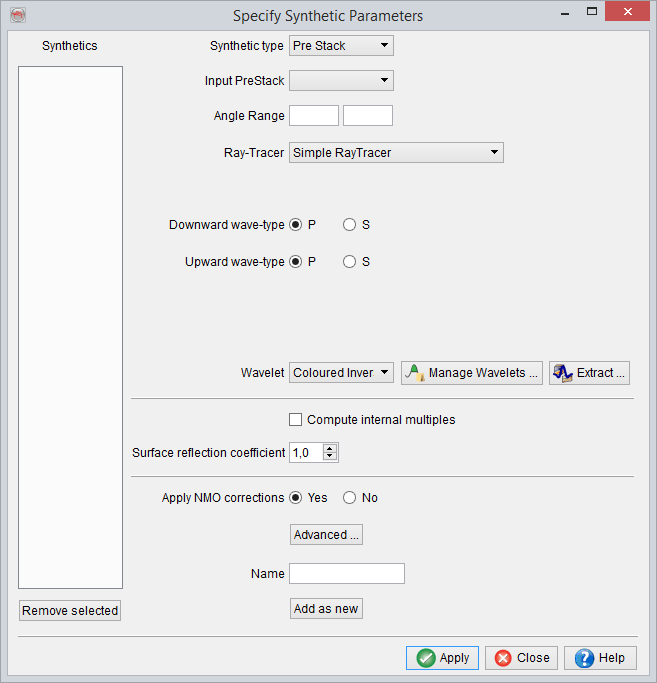 Specify Synthetic Parameters
Synthetics
Synthetic type Pre Stack
Input PreStack
Angle Range
Ray-Tracer Simple RayTracer
Downward wave-type P S
Upward wave-type P S
Wavelet Coloured Inver Manage Wavelets ... Extract ...
Compute internal multiples
Surface reflection coefficient 1,0
Apply NMO corrections Yes No
Advanced ...
Name
Remove selected Add as new
Apply Close Help